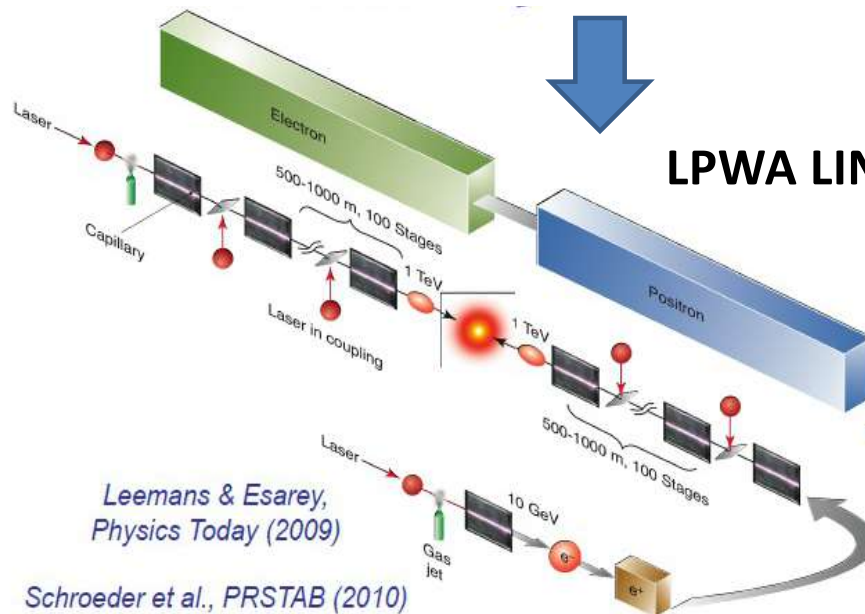 Laser
Electron
500-1000 m, 100 Stages
LPWA LIN
Capillary
1 TeV
Positron
Laser in coupling
1 TeV
500-1000 m, 100 Stages
Laser
10 GeV
Gas
jet
e-
e+
Leemans & Esarey,
Physics Today (2009)
Schroeder et al., PRSTAB (2010)